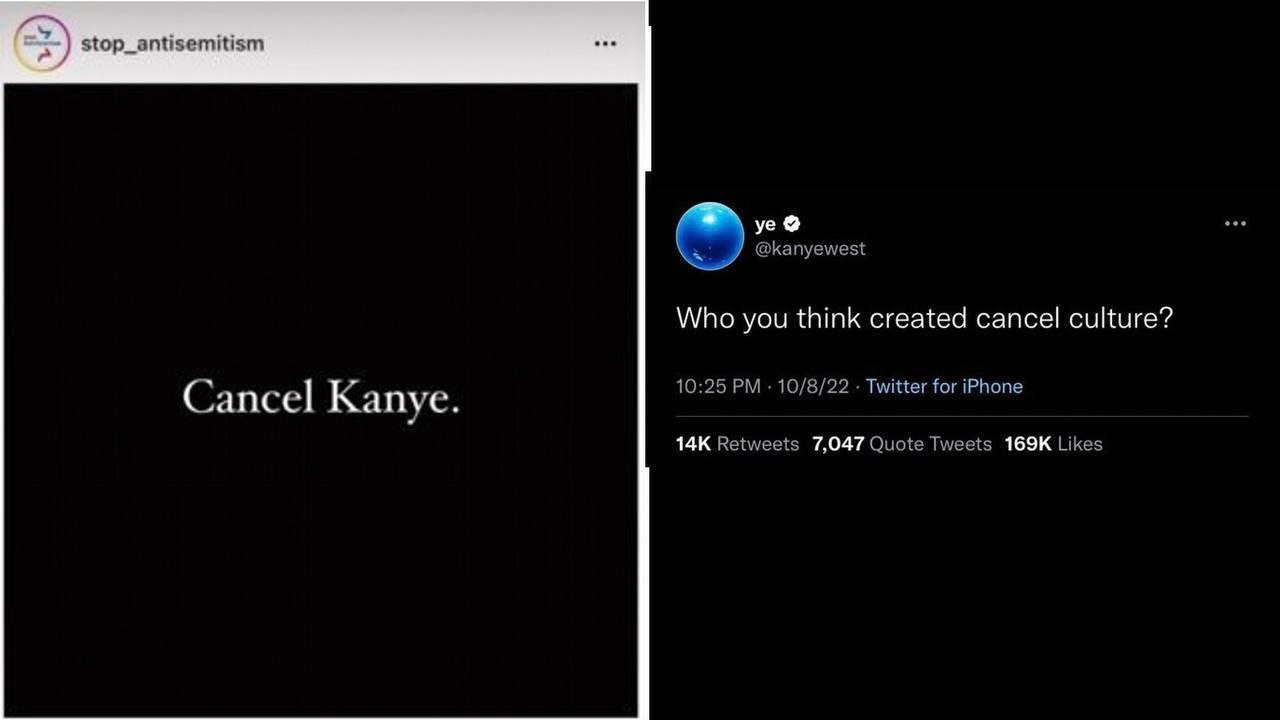 stop_antisemitism
Cancel Kanye.
ye
@kanyewest
Who you think created cancel culture?
10:25 PM · 10/8/22 · Twitter for iPhone
14K Retweets 7,047 Quote Tweets 169K Likes